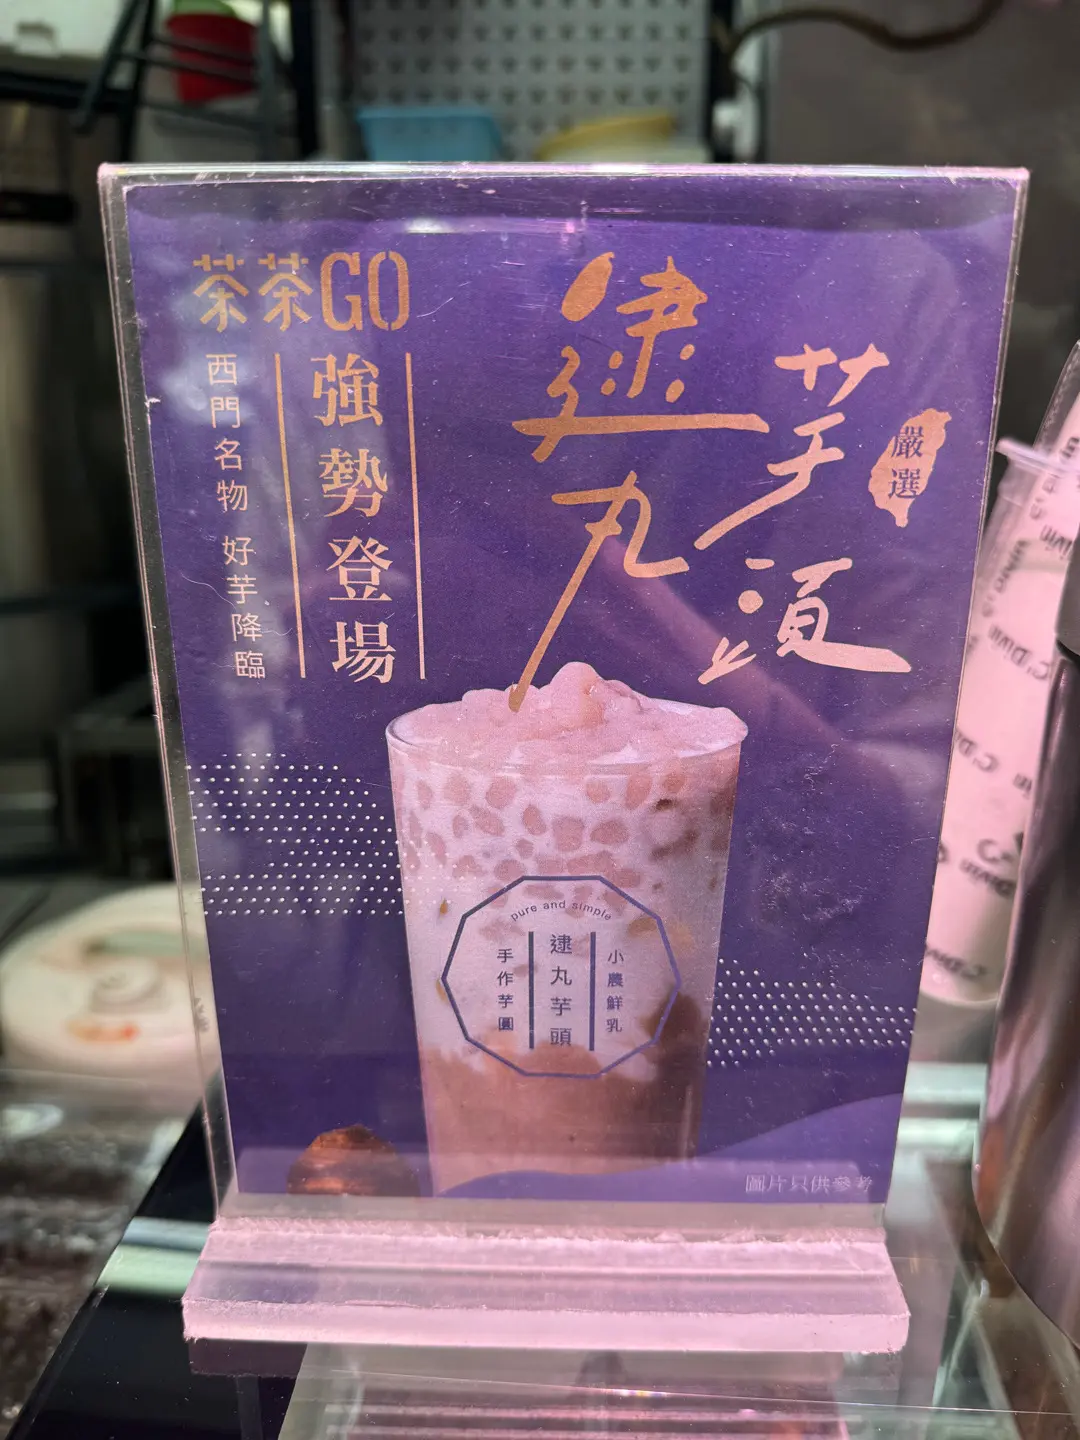 茶茶GO
強勢登場
西門名物 好芋降臨
芋頭
逮丸
嚴選
pure and simple
小農鮮乳
逮丸芋頭
手作芋圓
圖片只供參考
C'Divin
C'Divin